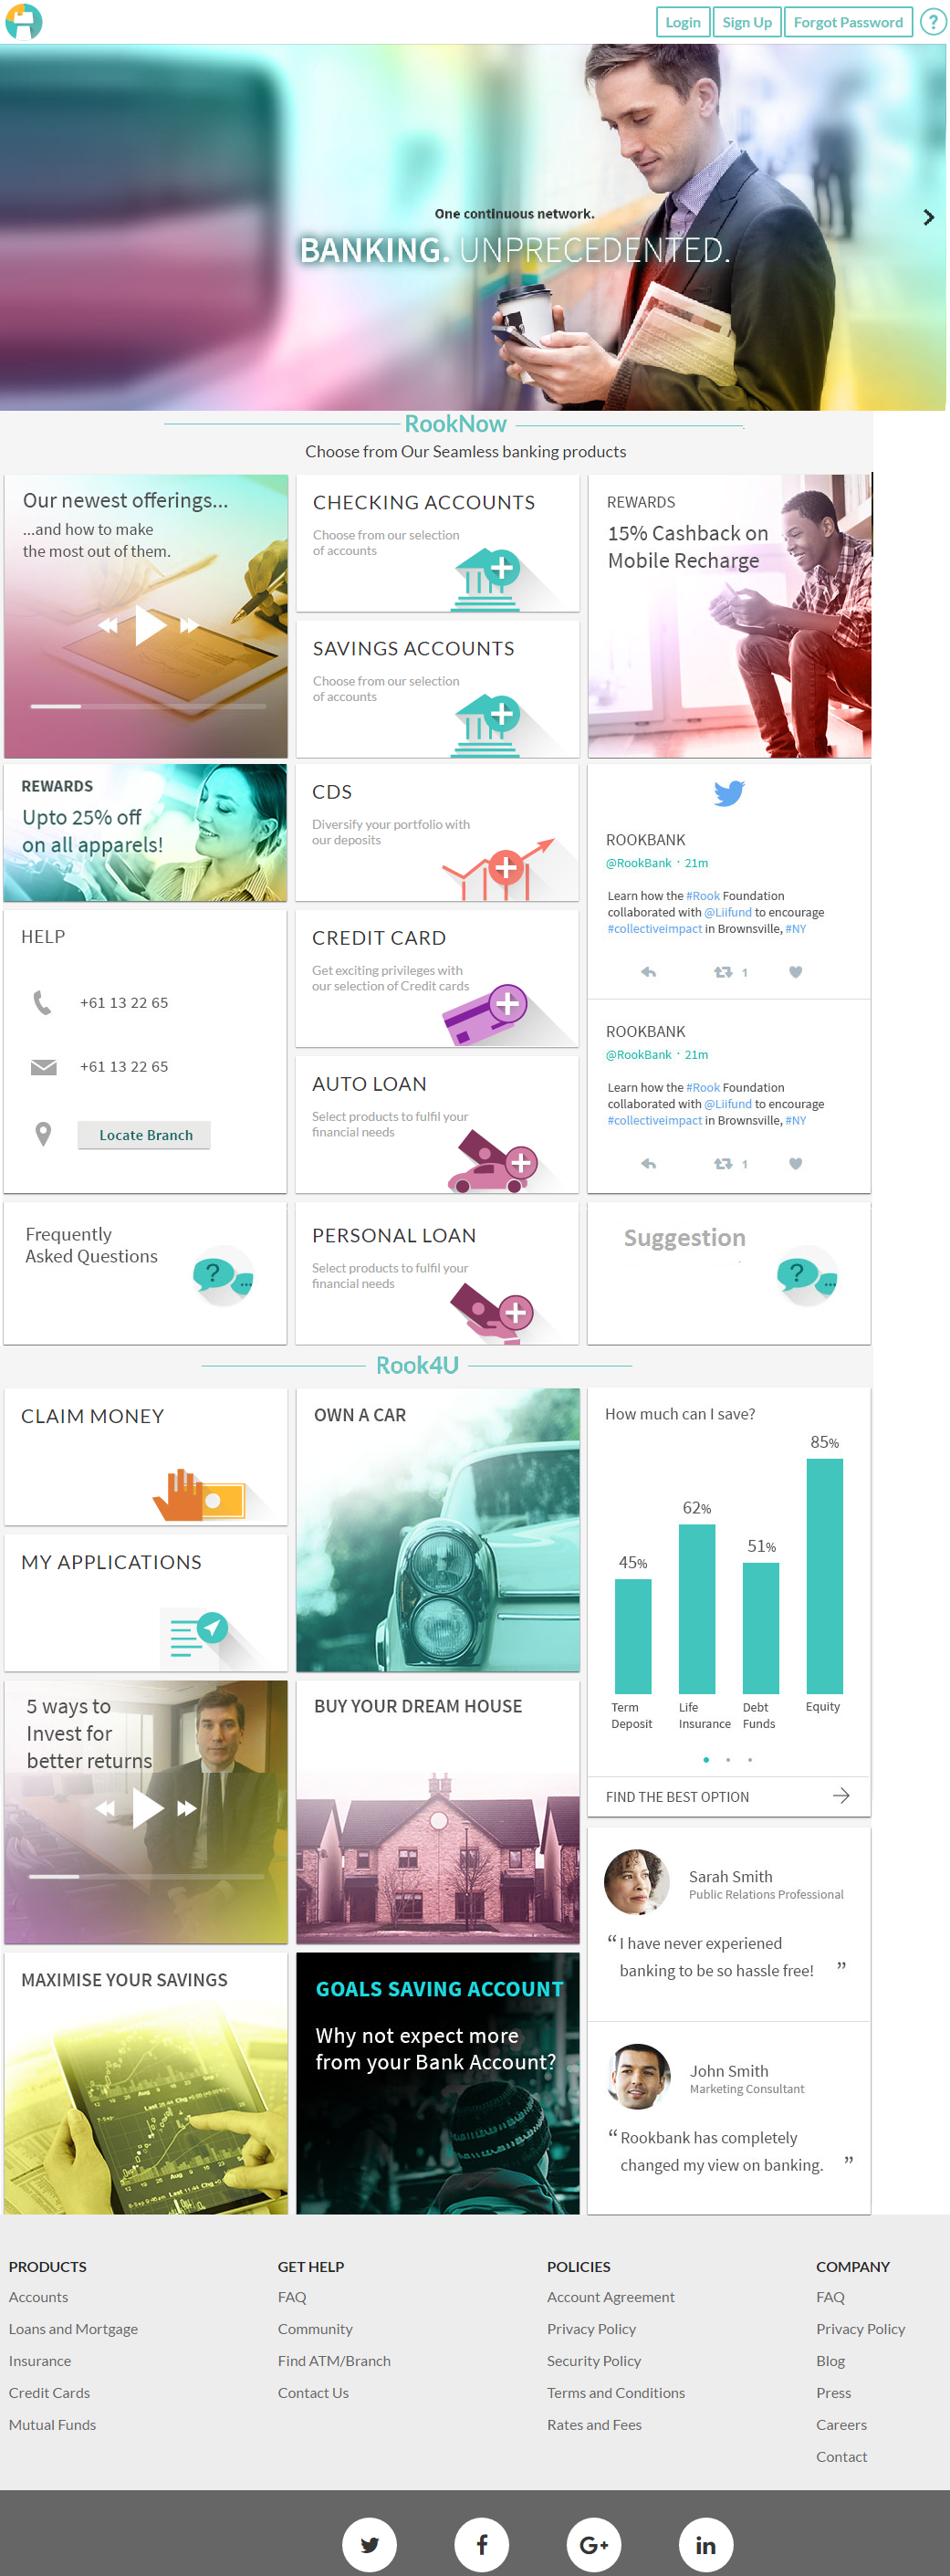 Login
Sign Up
Forgot Password
?
One continuous network.
BANKING. UNPRECEDENTED.
RookNow
Choose from Our Seamless banking products
Our newest offerings...
...and how to make
the most out of them.
CHECKING ACCOUNTS
Choose from our selection
of accounts
SAVINGS ACCOUNTS
Choose from our selection
of accounts
REWARDS
15% Cashback on
Mobile Recharge
REWARDS
Upto 25% off
on all apparels!
CDS
Diversify your portfolio with
our deposits
ROOKBANK
@RookBank · 21m
Learn how the #Rook Foundation
collaborated with @Liifund to encourage
#collectiveimpact in Brownsville, #NY
1
ROOKBANK
@RookBank · 21m
Learn how the #Rook Foundation
collaborated with @Liifund to encourage
#collectiveimpact in Brownsville, #NY
1
HELP
+61 13 22 65
+61 13 22 65
Locate Branch
CREDIT CARD
Get exciting privileges with
our selection of Credit cards
AUTO LOAN
Select products to fulfil your
financial needs
Frequently
Asked Questions
?
...
PERSONAL LOAN
Select products to fulfil your
financial needs
Suggestion
?
...
Rook4U
CLAIM MONEY
MY APPLICATIONS
OWN A CAR
How much can I save?
85%
62%
51%
45%
Term
Deposit
Life
Insurance
Debt
Funds
Equity
FIND THE BEST OPTION
5 ways to
Invest for
better returns
BUY YOUR DREAM HOUSE
Sarah Smith
Public Relations Professional
“ I have never experiened
banking to be so hassle free! ”
John Smith
Marketing Consultant
“ Rookbank has completely
changed my view on banking. ”
MAXIMISE YOUR SAVINGS
GOALS SAVING ACCOUNT
Why not expect more
from your Bank Account?
PRODUCTS
Accounts
Loans and Mortgage
Insurance
Credit Cards
Mutual Funds
GET HELP
FAQ
Community
Find ATM/Branch
Contact Us
POLICIES
Account Agreement
Privacy Policy
Security Policy
Terms and Conditions
Rates and Fees
COMPANY
FAQ
Privacy Policy
Blog
Press
Careers
Contact
f
G+
in